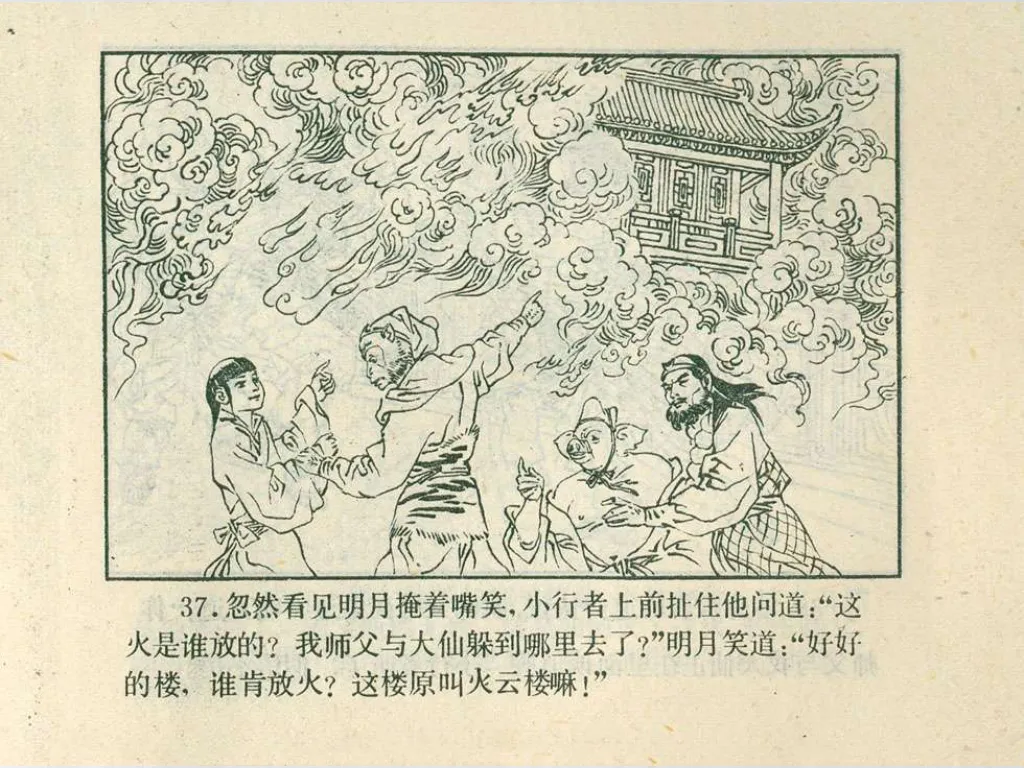 37. 忽然看见明月掩着嘴笑，小行者上前扯住他问道：“这
火是谁放的？我师父与大仙躲到哪里去了？”明月笑道：“好好
的楼，谁肯放火？这楼原叫火云楼嘛！”